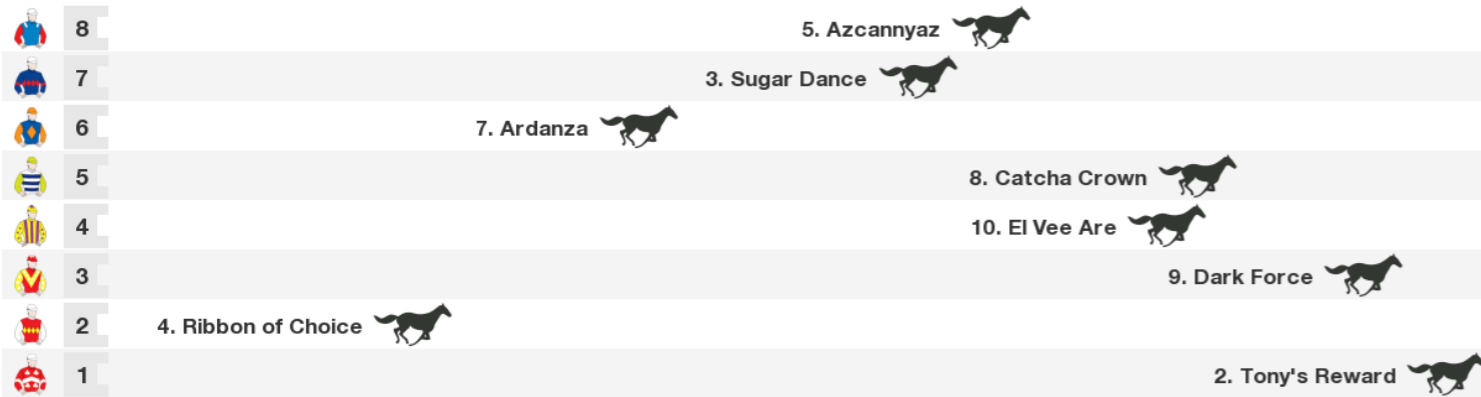 8 5. Azcannyaz
7 3. Sugar Dance
6 7. Ardanza
5 8. Catcha Crown
4 10. El Vee Are
3 9. Dark Force
2 4. Ribbon of Choice
1 2. Tony's Reward